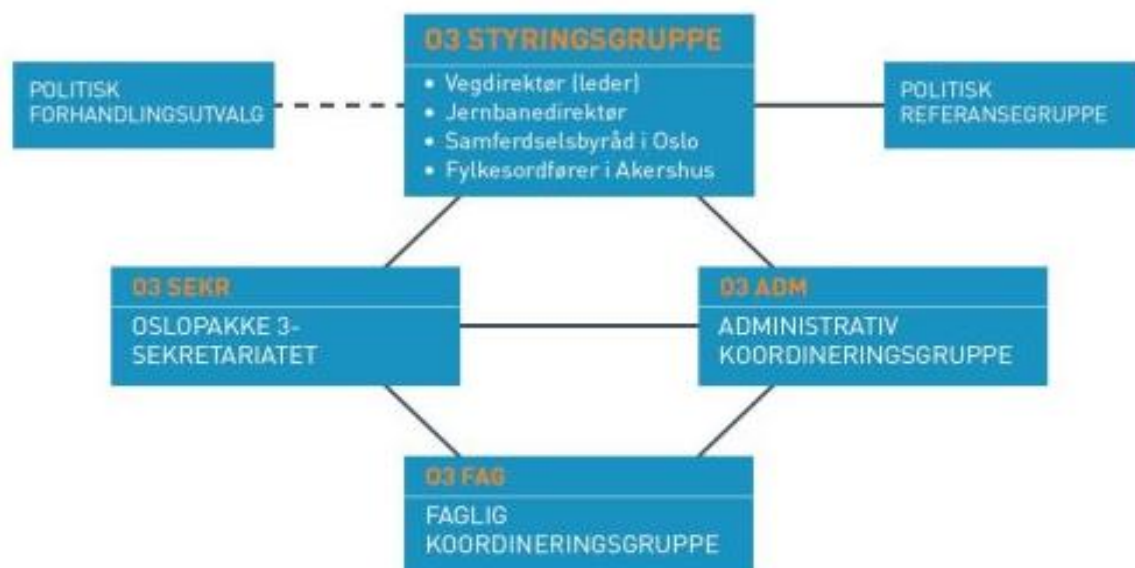 O3 STYRINGSGRUPPE
• Vegdirektør (leder)
• Jernbanedirektør
• Samferdselsbyråd i Oslo
• Fylkesordfører i Akershus
POLITISK
FORHANDLINGSUTVALG
POLITISK
REFERANSEGRUPPE
O3 SEKR
OSLOPAKKE 3-
SEKRETARIATET
O3 ADM
ADMINISTRATIV
KOORDINERINGSGRUPPE
O3 FAG
FAGLIG
KOORDINERINGSGRUPPE